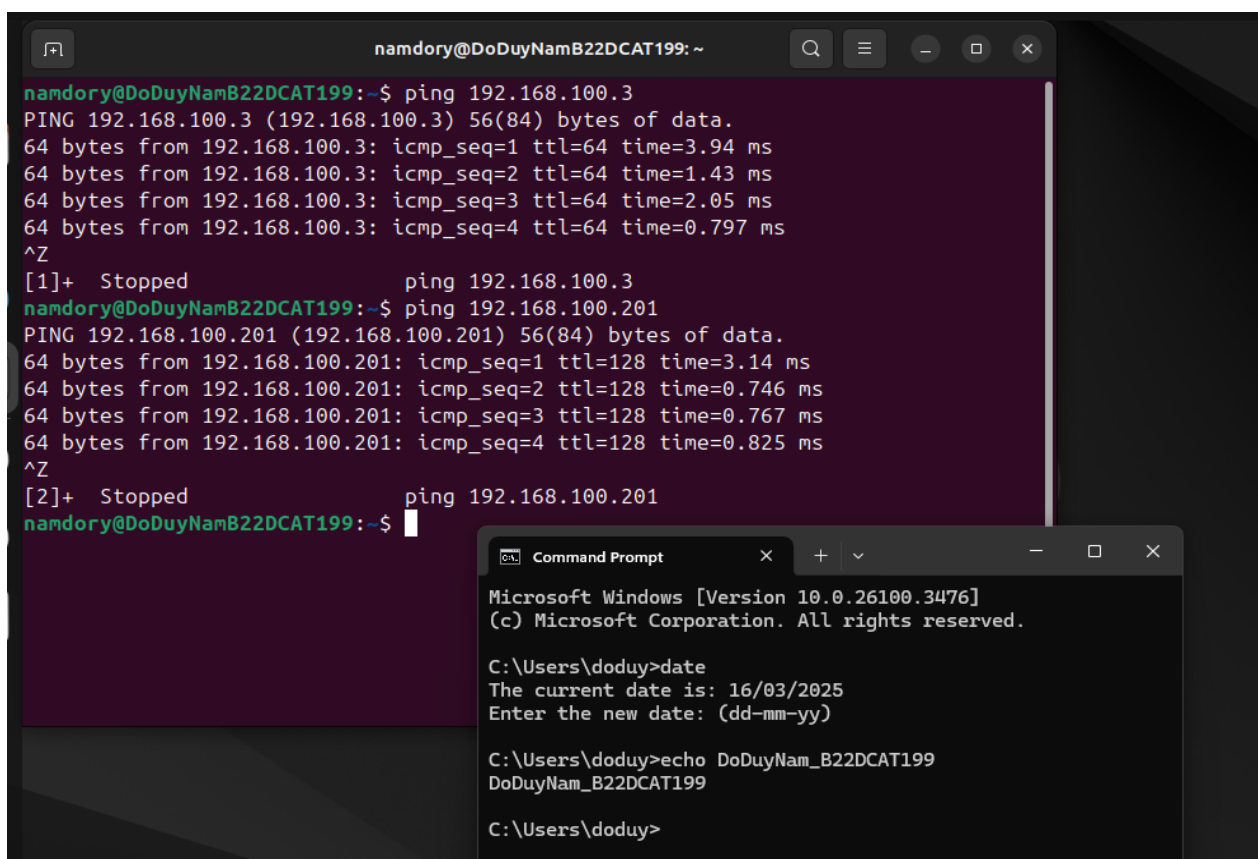 namdory@DoDuyNamB22DCAT199: ~
namdory@DoDuyNamB22DCAT199:~$ ping 192.168.100.3
PING 192.168.100.3 (192.168.100.3) 56(84) bytes of data.
64 bytes from 192.168.100.3: icmp_seq=1 ttl=64 time=3.94 ms
64 bytes from 192.168.100.3: icmp_seq=2 ttl=64 time=1.43 ms
64 bytes from 192.168.100.3: icmp_seq=3 ttl=64 time=2.05 ms
64 bytes from 192.168.100.3: icmp_seq=4 ttl=64 time=0.797 ms
^Z
[1]+  Stopped                 ping 192.168.100.3
namdory@DoDuyNamB22DCAT199:~$ ping 192.168.100.201
PING 192.168.100.201 (192.168.100.201) 56(84) bytes of data.
64 bytes from 192.168.100.201: icmp_seq=1 ttl=128 time=3.14 ms
64 bytes from 192.168.100.201: icmp_seq=2 ttl=128 time=0.746 ms
64 bytes from 192.168.100.201: icmp_seq=3 ttl=128 time=0.767 ms
64 bytes from 192.168.100.201: icmp_seq=4 ttl=128 time=0.825 ms
^Z
[2]+  Stopped                 ping 192.168.100.201
namdory@DoDuyNamB22DCAT199:~$
Command Prompt
Microsoft Windows [Version 10.0.26100.3476]
(c) Microsoft Corporation. All rights reserved.
C:\Users\doduy>date
The current date is: 16/03/2025
Enter the new date: (dd-mm-yy)
C:\Users\doduy>echo DoDuyNam_B22DCAT199
DoDuyNam_B22DCAT199
C:\Users\doduy>